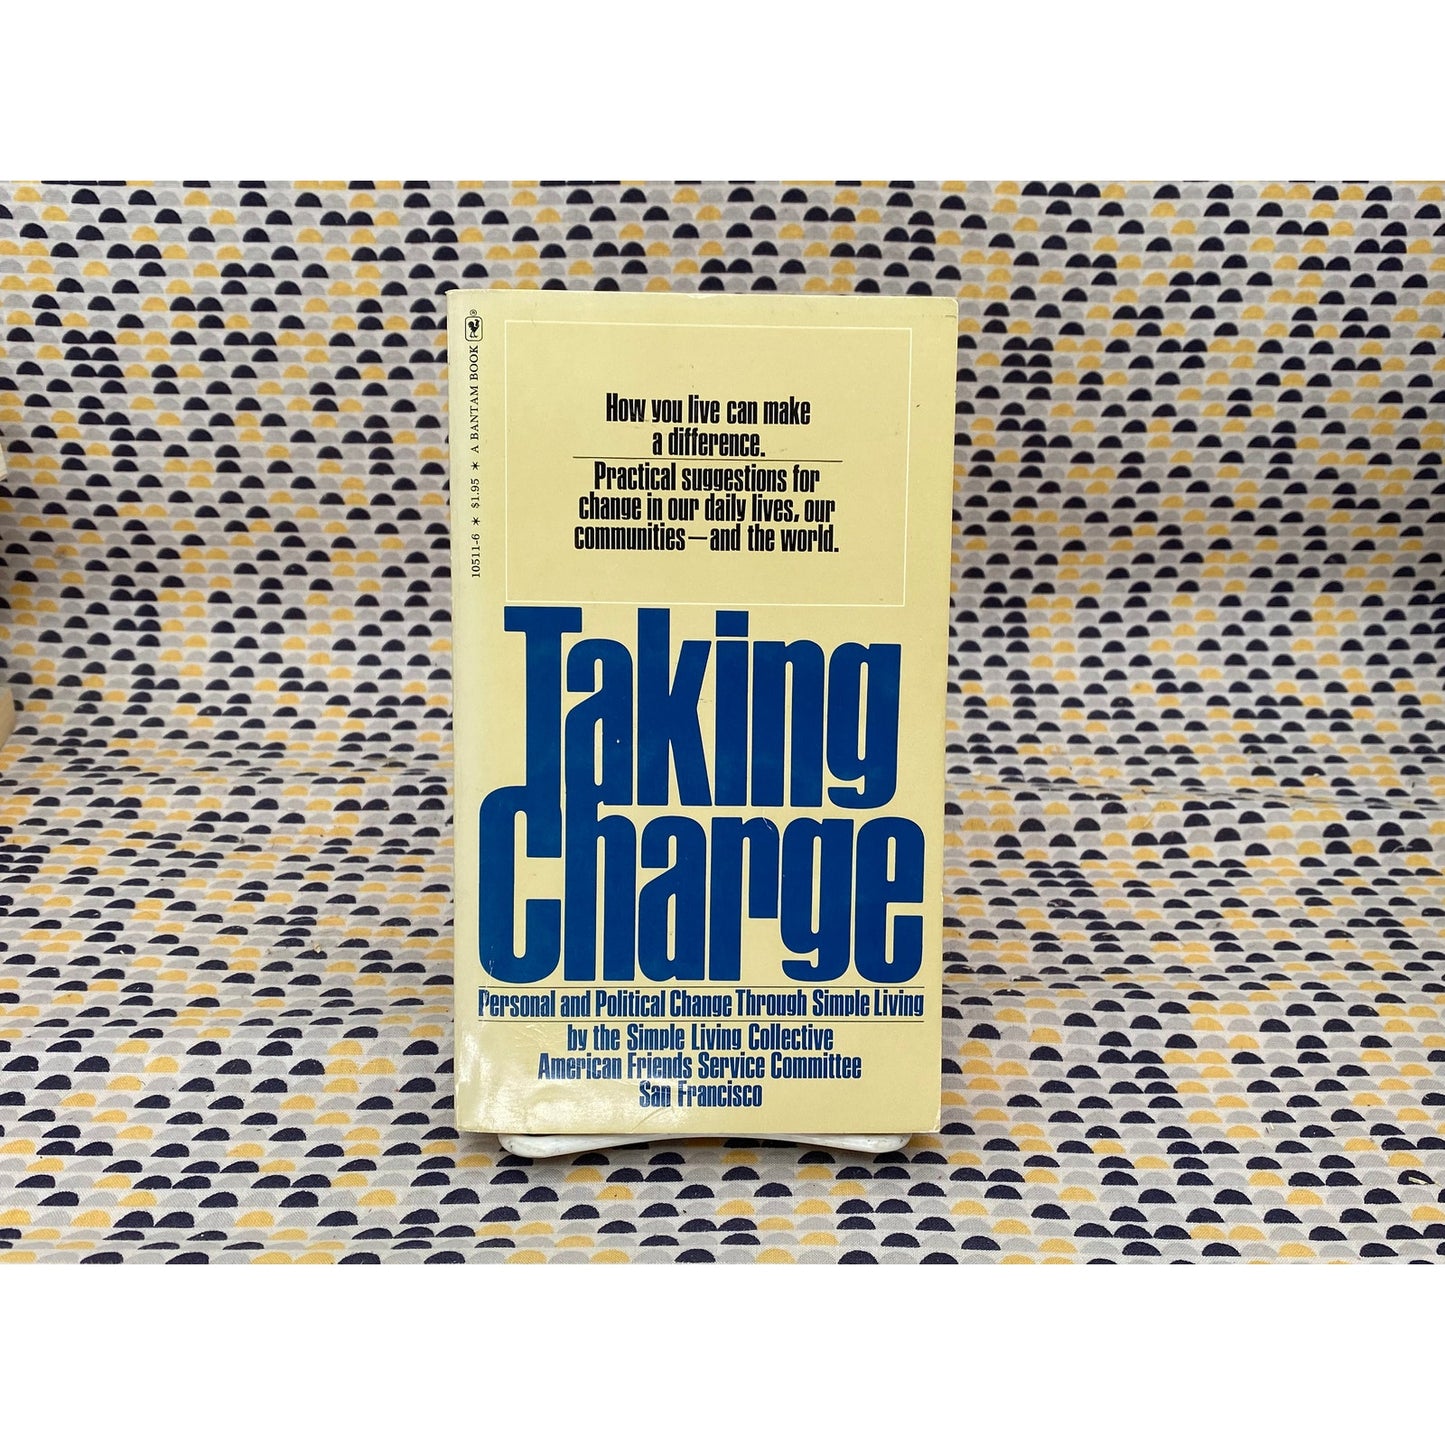 10511-6 * $1.95 * A BANTAM BOOK ®
How you live can make
a difference.
Practical suggestions for
change in our daily lives, our
communities—and the world.
Taking
Charge
Personal and Political Change Through Simple Living
by the Simple Living Collective
American Friends Service Committee
San Francisco